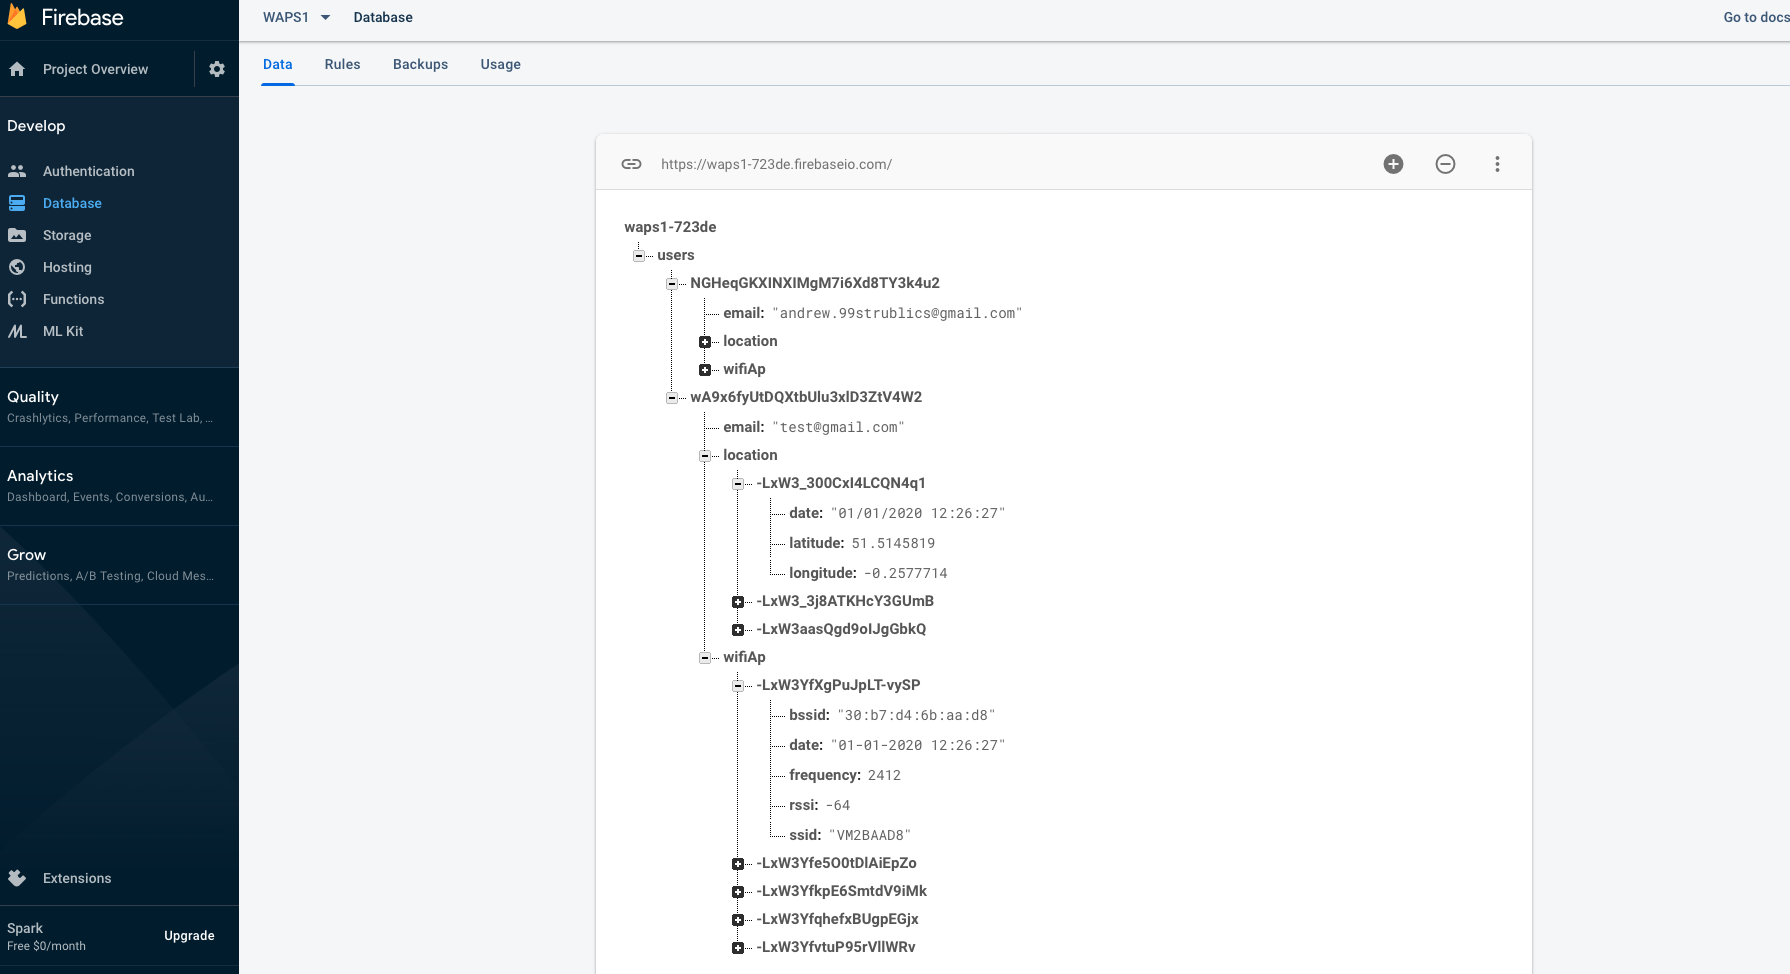 Firebase
WAPS1
Database
Go to docs
Project Overview
Data
Rules
Backups
Usage
Develop
Authentication
Database
Storage
Hosting
Functions
ML Kit
Quality
Crashlytics, Performance, Test Lab, ...
Analytics
Dashboard, Events, Conversions, Au...
Grow
Predictions, A/B Testing, Cloud Mes...
Extensions
Spark
Free $0/month
Upgrade
https://waps1-723de.firebaseio.com/
waps1-723de
users
NGHeqGKXINXIMgM7i6Xd8TY3k4u2
email: "andrew.99strublics@gmail.com"
location
wifiAp
wA9x6fyUtDQXtbUlu3xlD3ZtV4W2
email: "test@gmail.com"
location
-LxW3_300CxI4LCQN4q1
date: "01/01/2020 12:26:27"
latitude: 51.5145819
longitude: -0.2577714
-LxW3_3j8ATKHcY3GUmB
-LxW3aasQgd9oIJgGbkQ
wifiAp
-LxW3YfXgPuJpLT-vySP
bssid: "30:b7:d4:6b:aa:d8"
date: "01-01-2020 12:26:27"
frequency: 2412
rssi: -64
ssid: "VM2BAAD8"
-LxW3Yfe5O0tDlAiEpZo
-LxW3YfkpE6SmtdV9iMk
-LxW3YfqhefxBUgpEGjx
-LxW3YfvtuP95rVllWRv